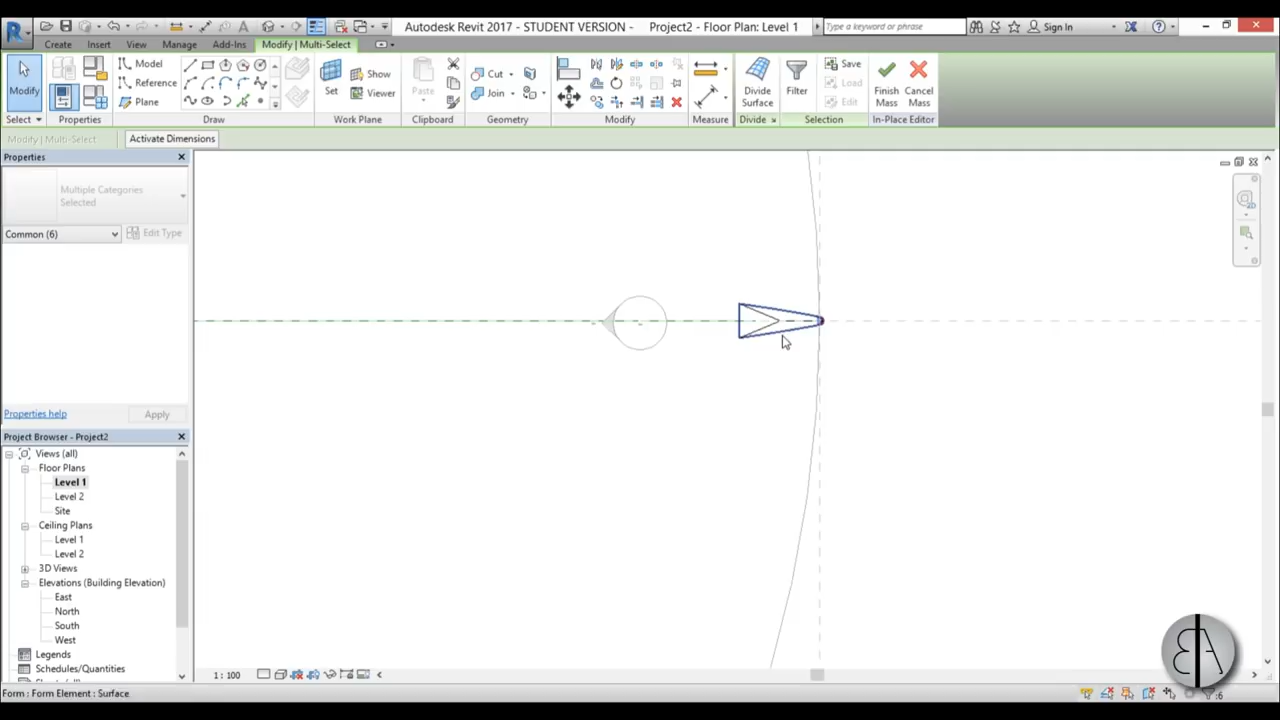 Autodesk Revit 2017 - STUDENT VERSION - Project2 - Floor Plan: Level 1
Type a keyword or phrase
Sign In
Create Insert View Manage Add-Ins Modify | Multi-Select
Modify
Model
Reference
Plane
Set
Show
Viewer
Paste
Cut
Join
Divide Surface
Filter
Save
Load
Edit
Finish Mass
Cancel Mass
Select Properties Draw Work Plane Clipboard Geometry Modify Measure Divide Selection In-Place Editor
Modify | Multi-Select
Activate Dimensions
Properties
Multiple Categories
Selected
Common (6)
Edit Type
Properties help
Apply
Project Browser - Project2
Views (all)
Floor Plans
Level 1
Level 2
Site
Ceiling Plans
Level 1
Level 2
3D Views
Elevations (Building Elevation)
East
North
South
West
Legends
Schedules/Quantities
1 : 100
Form : Form Element : Surface
:6